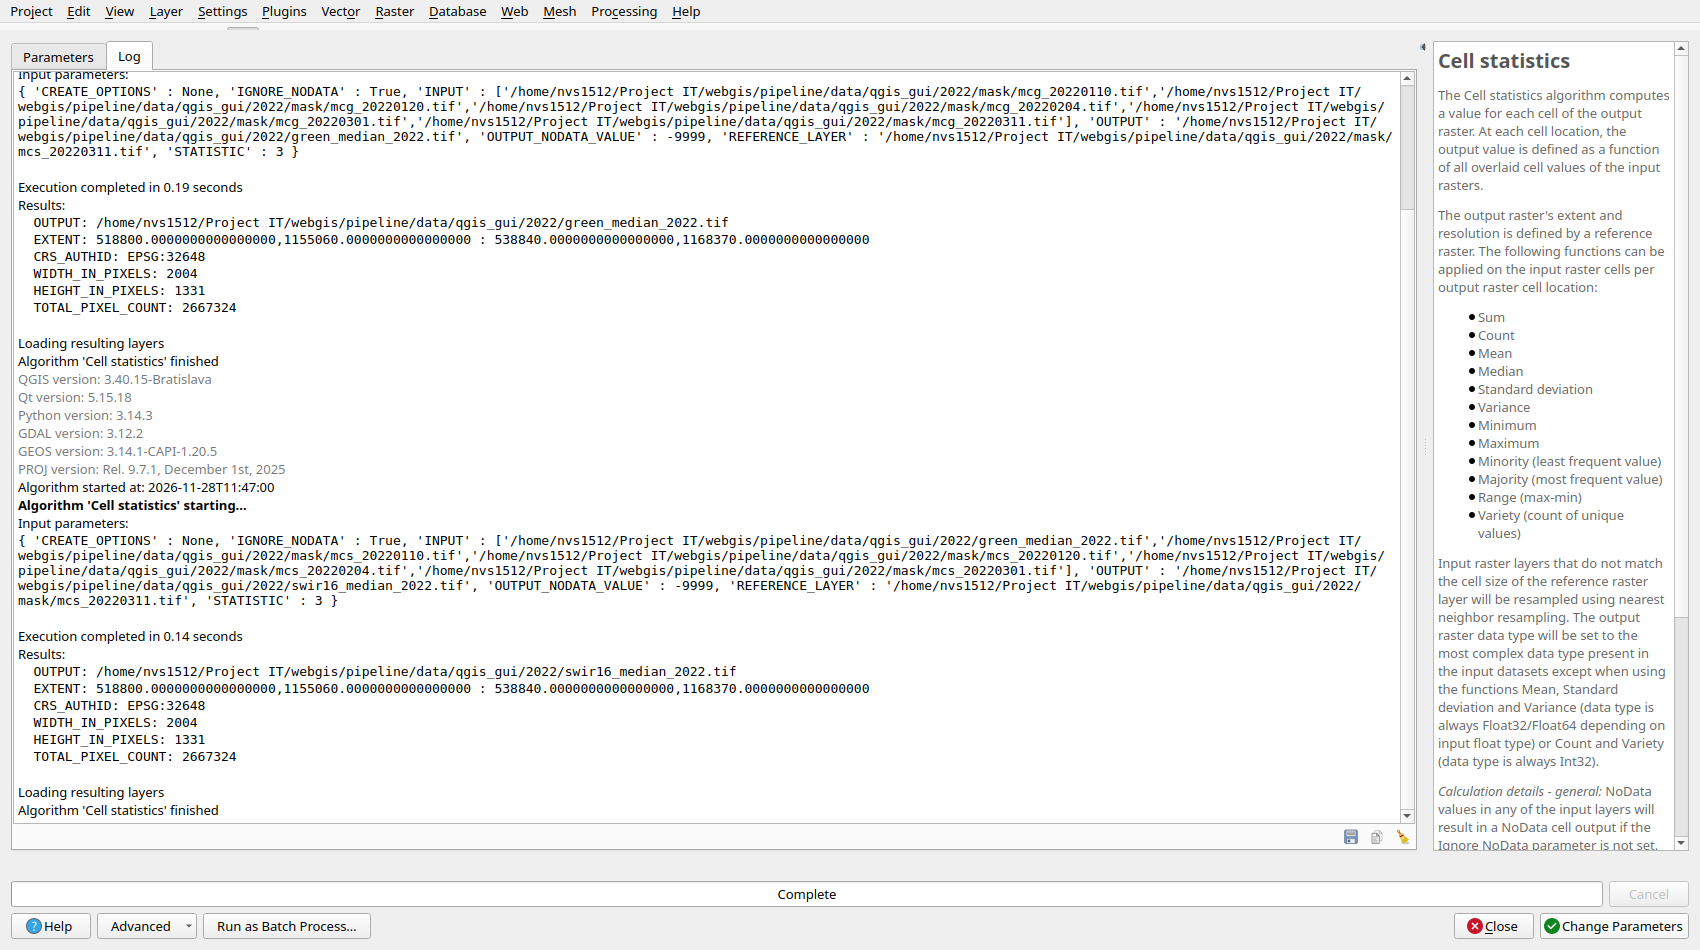 Project Edit View Layer Settings Plugins Vector Raster Database Web Mesh Processing Help
Parameters Log
Input parameters:
{ 'CREATE_OPTIONS' : None, 'IGNORE_NODATA' : True, 'INPUT' : ['/home/nvs1512/Project IT/webgis/pipeline/data/qgis_gui/2022/mask/mcg_20220110.tif','/home/nvs1512/Project IT/
webgis/pipeline/data/qgis_gui/2022/mask/mcg_20220120.tif','/home/nvs1512/Project IT/webgis/pipeline/data/qgis_gui/2022/mask/mcg_20220204.tif','/home/nvs1512/Project IT/webgis/
pipeline/data/qgis_gui/2022/mask/mcg_20220301.tif','/home/nvs1512/Project IT/webgis/pipeline/data/qgis_gui/2022/mask/mcg_20220311.tif'], 'OUTPUT' : '/home/nvs1512/Project IT/
webgis/pipeline/data/qgis_gui/2022/green_median_2022.tif', 'OUTPUT_NODATA_VALUE' : -9999, 'REFERENCE_LAYER' : '/home/nvs1512/Project IT/webgis/pipeline/data/qgis_gui/2022/mask/
mcs_20220311.tif', 'STATISTIC' : 3 }
Execution completed in 0.19 seconds
Results:
OUTPUT: /home/nvs1512/Project IT/webgis/pipeline/data/qgis_gui/2022/green_median_2022.tif
EXTENT: 518800.0000000000000000,1155060.0000000000000000 : 538840.0000000000000000,1168370.0000000000000000
CRS_AUTHID: EPSG:32648
WIDTH_IN_PIXELS: 2004
HEIGHT_IN_PIXELS: 1331
TOTAL_PIXEL_COUNT: 2667324
Loading resulting layers
Algorithm 'Cell statistics' finished
QGIS version: 3.40.15-Bratislava
Qt version: 5.15.18
Python version: 3.14.3
GDAL version: 3.12.2
GEOS version: 3.14.1-CAPI-1.20.5
PROJ version: Rel. 9.7.1, December 1st, 2025
Algorithm started at: 2026-11-28T11:47:00
Algorithm 'Cell statistics' starting...
Input parameters:
{ 'CREATE_OPTIONS' : None, 'IGNORE_NODATA' : True, 'INPUT' : ['/home/nvs1512/Project IT/webgis/pipeline/data/qgis_gui/2022/green_median_2022.tif','/home/nvs1512/Project IT/
webgis/pipeline/data/qgis_gui/2022/mask/mcs_20220110.tif','/home/nvs1512/Project IT/webgis/pipeline/data/qgis_gui/2022/mask/mcs_20220120.tif','/home/nvs1512/Project IT/webgis/
pipeline/data/qgis_gui/2022/mask/mcs_20220204.tif','/home/nvs1512/Project IT/webgis/pipeline/data/qgis_gui/2022/mask/mcs_20220301.tif'], 'OUTPUT' : '/home/nvs1512/Project IT/
webgis/pipeline/data/qgis_gui/2022/swir16_median_2022.tif', 'OUTPUT_NODATA_VALUE' : -9999, 'REFERENCE_LAYER' : '/home/nvs1512/Project IT/webgis/pipeline/data/qgis_gui/2022/
mask/mcs_20220311.tif', 'STATISTIC' : 3 }
Execution completed in 0.14 seconds
Results:
OUTPUT: /home/nvs1512/Project IT/webgis/pipeline/data/qgis_gui/2022/swir16_median_2022.tif
EXTENT: 518800.0000000000000000,1155060.0000000000000000 : 538840.0000000000000000,1168370.0000000000000000
CRS_AUTHID: EPSG:32648
WIDTH_IN_PIXELS: 2004
HEIGHT_IN_PIXELS: 1331
TOTAL_PIXEL_COUNT: 2667324
Loading resulting layers
Algorithm 'Cell statistics' finished
Cell statistics
The Cell statistics algorithm computes
a value for each cell of the output
raster. At each cell location, the
output value is defined as a function
of all overlaid cell values of the input
rasters.
The output raster's extent and
resolution is defined by a reference
raster. The following functions can be
applied on the input raster cells per
output raster cell location:
Sum
Count
Mean
Median
Standard deviation
Variance
Minimum
Maximum
Minority (least frequent value)
Majority (most frequent value)
Range (max-min)
Variety (count of unique
values)
Input raster layers that do not match
the cell size of the reference raster
layer will be resampled using nearest
neighbor resampling. The output
raster data type will be set to the
most complex data type present in
the input datasets except when using
the functions Mean, Standard
deviation and Variance (data type is
always Float32/Float64 depending on
input float type) or Count and Variety
(data type is always Int32).
Calculation details - general: NoData
values in any of the input layers will
result in a NoData cell output if the
Ignore NoData parameter is not set.
Complete
Cancel
Help Advanced Run as Batch Process... Close Change Parameters